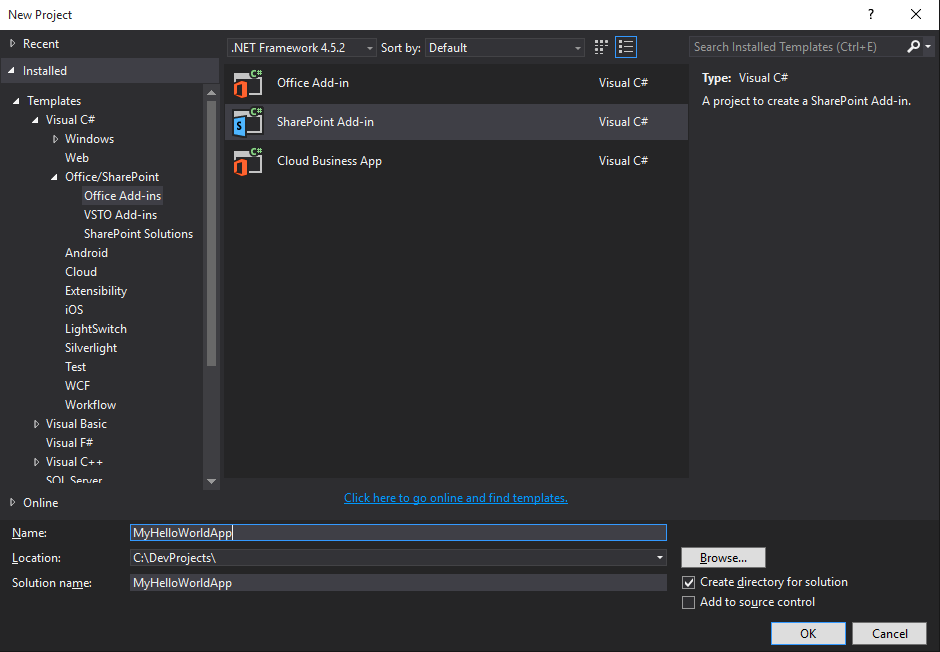 New Project
?
Recent
.NET Framework 4.5.2 Sort by: Default
Search Installed Templates (Ctrl+E)
Installed
Templates
Visual C#
Windows
Web
Office/SharePoint
Office Add-ins
VSTO Add-ins
SharePoint Solutions
Android
Cloud
Extensibility
iOS
LightSwitch
Silverlight
Test
WCF
Workflow
Visual Basic
Visual F#
Visual C++
SQL Server
Online
C# Office Add-in Visual C#
C# SharePoint Add-in Visual C#
C# Cloud Business App Visual C#
Click here to go online and find templates.
Type: Visual C#
A project to create a SharePoint Add-in.
Name: MyHelloWorldApp
Location: C:\DevProjects\ Browse...
Solution name: MyHelloWorldApp
Create directory for solution
Add to source control
OK Cancel